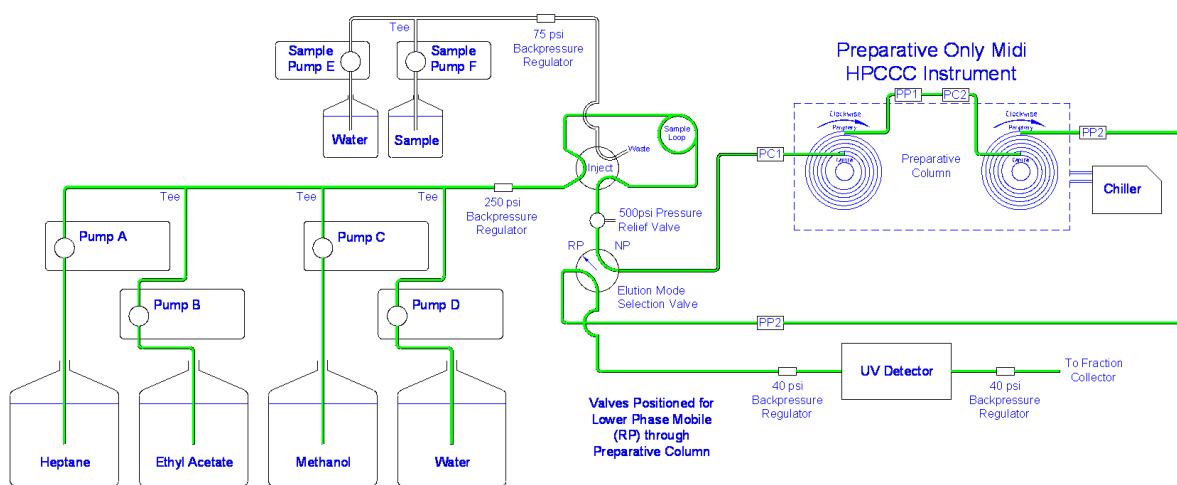 Tee
75 psi
Backpressure
Regulator
Sample
Pump E
Sample
Pump F
Water
Sample
Preparative Only Midi
HPCCC Instrument
PP1
PC2
Clockwise
Periphery
Centre
Clockwise
Periphery
Centre
Preparative
Column
PP2
Chiller
Sample
Loop
Waste
Inject
PC1
Tee
Tee
Tee
250 psi
Backpressure
Regulator
500psi Pressure
Relief Valve
RP
NP
Elution Mode
Selection Valve
Pump A
Pump C
Pump B
Pump D
PP2
UV Detector
To Fraction
Collector
40 psi
Backpressure
Regulator
40 psi
Backpressure
Regulator
Valves Positioned for
Lower Phase Mobile
(RP) through
Preparative Column
Heptane
Ethyl Acetate
Methanol
Water